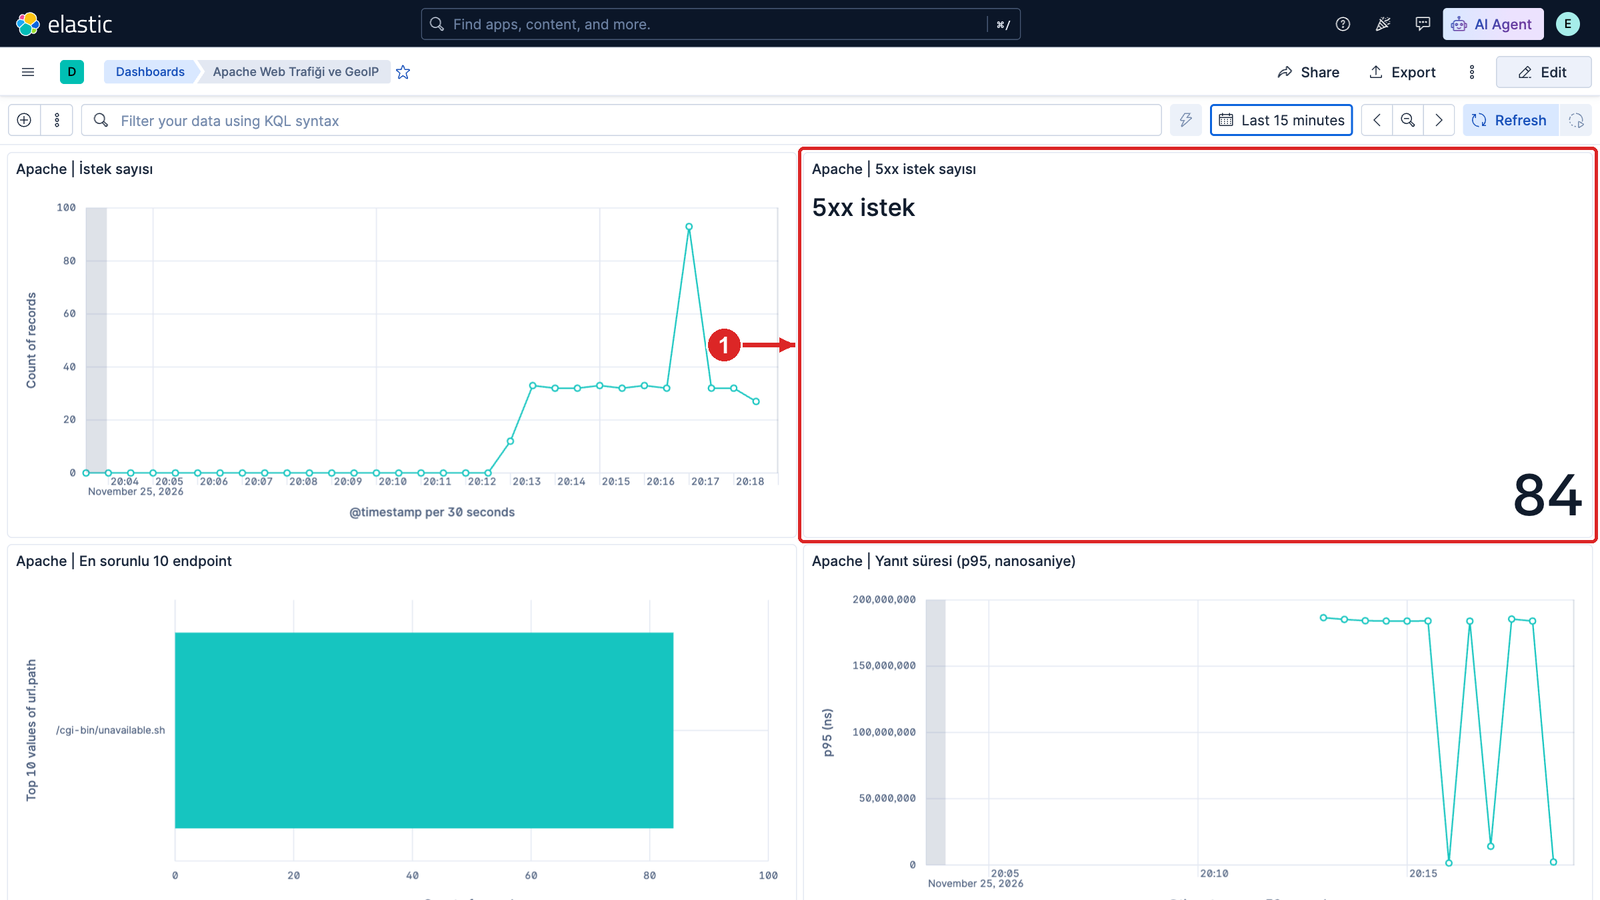 elastic
Find apps, content, and more.
⌘/
AI Agent
E
D
Dashboards
Apache Web Trafiği ve GeoIP
Share
Export
Edit
Filter your data using KQL syntax
Last 15 minutes
Refresh
Apache | İstek sayısı
100
80
60
40
20
0
Count of records
20:04 20:05 20:06 20:07 20:08 20:09 20:10 20:11 20:12 20:13 20:14 20:15 20:16 20:17 20:18
November 25, 2026
@timestamp per 30 seconds
1
Apache | 5xx istek sayısı
5xx istek
84
Apache | En sorunlu 10 endpoint
Top 10 values of url.path
/cgi-bin/unavailable.sh
0 20 40 60 80 100
Apache | Yanıt süresi (p95, nanosaniye)
200,000,000
150,000,000
100,000,000
50,000,000
0
p95 (ns)
20:05 20:10 20:15
November 25, 2026